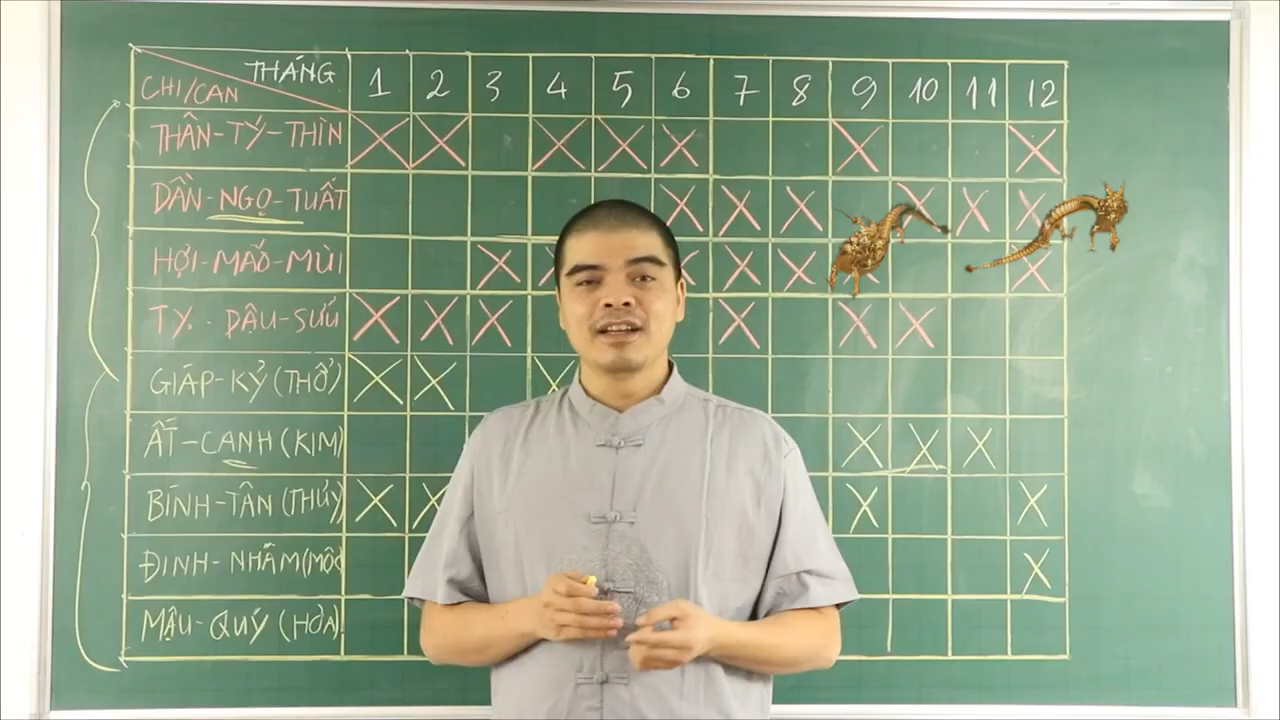 THÁNG 1 2 3 4 5 6 7 8 9 10 11 12
CHI/CAN
THÂN-TÝ-THÌN X X X X X X X
DẦN-NGỌ-TUẤT X X X X X X
HỢI-MÃO-MÙI X X X X
TỴ. DẬU-SỬU X X X X X X
GIÁP-KỶ (THỔ) X X X
ẤT-CANH (KIM) X X X
BÍNH-TÂN (THỦY) X X X
ĐINH-NHÂM (MỘC X
MẬU-QUÝ (HỎA)